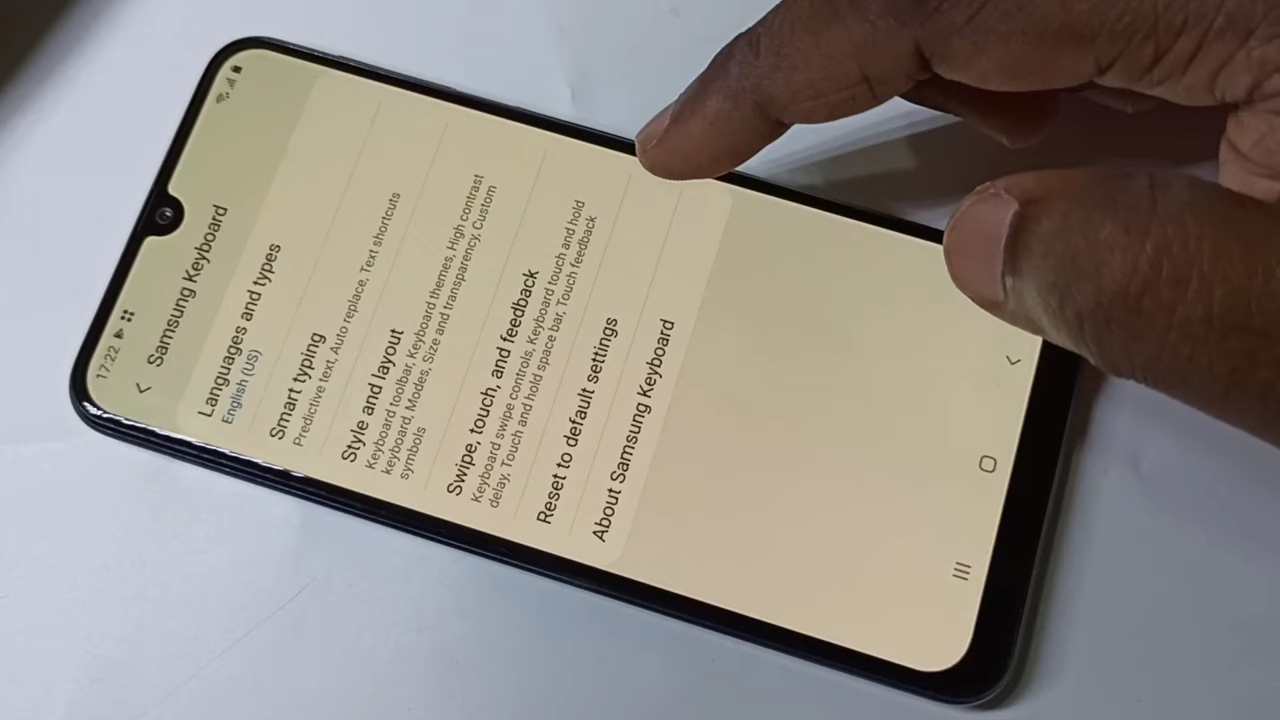 17:22
Samsung Keyboard
Languages and types
English (US)
Smart typing
Predictive text, Auto replace, Text shortcuts
Style and layout
Keyboard toolbar, Keyboard themes, High contrast
keyboard, Modes, Size and transparency, Custom
symbols
Swipe, touch, and feedback
Keyboard swipe controls, Keyboard touch and hold
delay, Touch and hold space bar, Touch feedback
Reset to default settings
About Samsung Keyboard